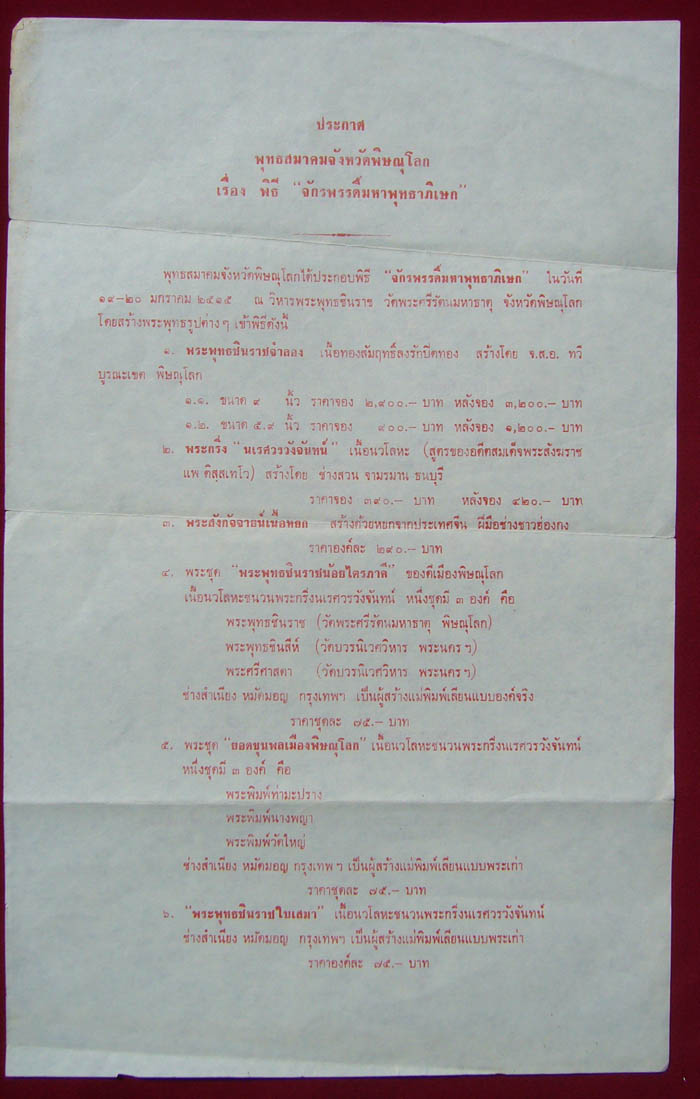 ประกาศ
พุทธสมาคมจังหวัดพิษณุโลก
เรื่อง พิธี "จักรพรรดิ์มหาพุทธาภิเษก"
พุทธสมาคมจังหวัดพิษณุโลกได้ประกอบพิธี "จักรพรรดิ์มหาพุทธาภิเษก" ในวันที่
๑๙–๒๐ มกราคม ๒๕๑๕ ณ วิหารพระพุทธชินราช วัดพระศรีรัตนมหาธาตุ จังหวัดพิษณุโลก
โดยสร้างพระพุทธรูปต่าง ๆ เข้าพิธีดังนี้
๑. พระพุทธชินราชจำลอง เนื้อทองสัมฤทธิ์ลงรักปิดทอง สร้างโดย จ.ส.อ. ทวี
บูรณะเขต พิษณุโลก
๑.๑. ขนาด ๙ นิ้ว ราคาจอง ๒,๙๐๐.– บาท หลังจอง ๓,๒๐๐.– บาท
๑.๒. ขนาด ๕.๙ นิ้ว ราคาจอง ๙๐๐.– บาท หลังจอง ๑,๒๐๐.– บาท
๒. พระกริ่ง "นเรศวรวังจันทน์" เนื้อนวโลหะ (สูตรของอดีตสมเด็จพระสังฆราช
แพ ติสฺสเทโว) สร้างโดย ช่างสวน จามรมาน ธนบุรี
ราคาจอง ๓๙๐.– บาท หลังจอง ๔๒๐.– บาท
๓. พระสังกัจจายน์เนื้อหยก สร้างด้วยหยกจากประเทศจีน ฝีมือช่างชาวฮ่องกง
ราคาองค์ละ ๒๙๐.– บาท
๔. พระชุด "พระพุทธชินราชน้อยไตรภาคี" ของดีเมืองพิษณุโลก
เนื้อนวโลหะชนวนพระกริ่งนเรศวรวังจันทน์ หนึ่งชุดมี ๓ องค์ คือ
พระพุทธชินราช (วัดพระศรีรัตนมหาธาตุ พิษณุโลก)
พระพุทธชินสีห์ (วัดบวรนิเวศวิหาร พระนคร ฯ)
พระศรีศาสดา (วัดบวรนิเวศวิหาร พระนคร ฯ)
ช่างสำเนียง หมัดมอญ กรุงเทพฯ เป็นผู้สร้างแม่พิมพ์เลียนแบบองค์จริง
ราคาชุดละ ๗๕.– บาท
๕. พระชุด "ยอดขุนพลเมืองพิษณุโลก" เนื้อนวโลหะชนวนพระกริ่งนเรศวรวังจันทน์
หนึ่งชุดมี ๓ องค์ คือ
พระพิมพ์ท่ามะปราง
พระพิมพ์นางพญา
พระพิมพ์วัดใหญ่
ช่างสำเนียง หมัดมอญ กรุงเทพ ฯ เป็นผู้สร้างแม่พิมพ์เลียนแบบพระเก่า
ราคาชุดละ ๗๕.– บาท
๖. "พระพุทธชินราชใบเสมา" เนื้อนวโลหะชนวนพระกริ่งนเรศวรวังจันทน์
ช่างสำเนียง หมัดมอญ กรุงเทพฯ เป็นผู้สร้างแม่พิมพ์เลียนแบบพระเก่า
ราคาองค์ละ ๗๕.– บาท